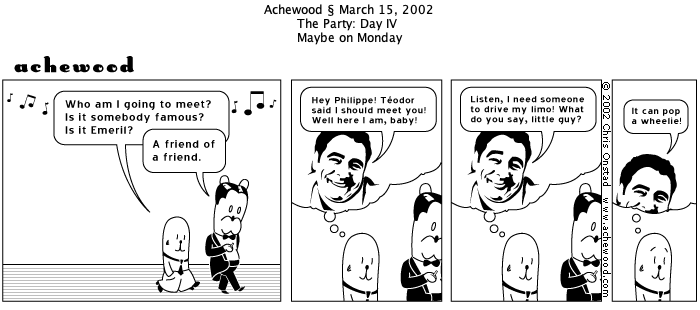 Achewood § March 15, 2002
The Party: Day IV
Maybe on Monday
achewood
Who am I going to meet?
Is it somebody famous?
Is it Emeril?
A friend of
a friend.
Hey Philippe! Téodor
said I should meet you!
Well here I am, baby!
Listen, I need someone
to drive my limo! What
do you say, little guy?
It can pop
a wheelie!
© 2002 Chris Onstad www.achewood.com